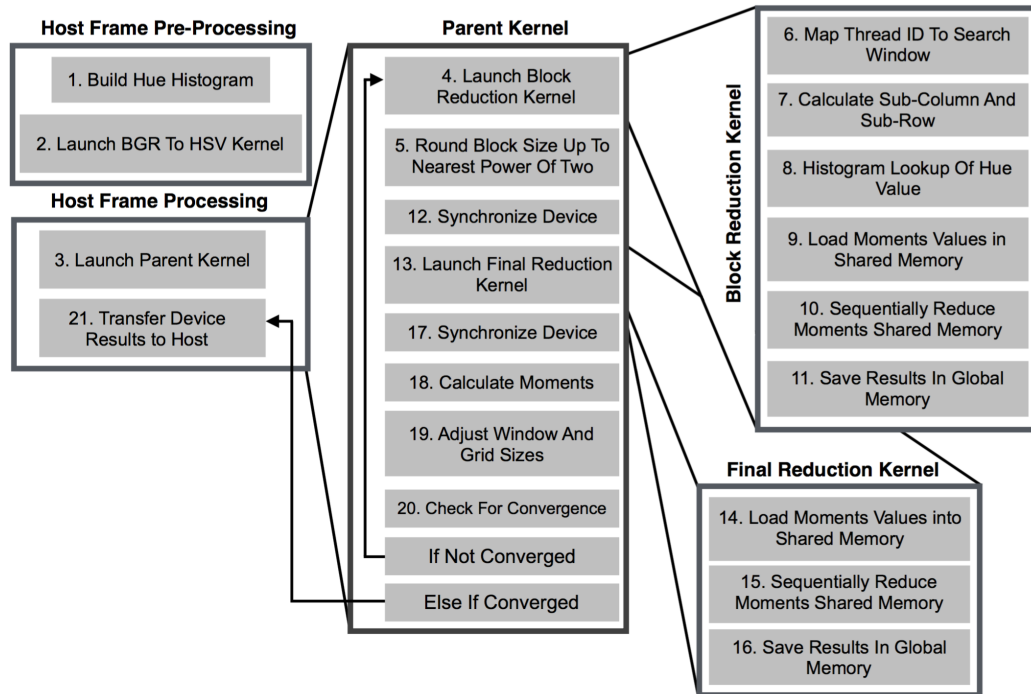 Host Frame Pre-Processing
1. Build Hue Histogram
2. Launch BGR To HSV Kernel
Host Frame Processing
3. Launch Parent Kernel
21. Transfer Device
Results to Host
Parent Kernel
4. Launch Block
Reduction Kernel
5. Round Block Size Up To
Nearest Power Of Two
12. Synchronize Device
13. Launch Final Reduction
Kernel
17. Synchronize Device
18. Calculate Moments
19. Adjust Window And
Grid Sizes
20. Check For Convergence
If Not Converged
Else If Converged
Block Reduction Kernel
6. Map Thread ID To Search
Window
7. Calculate Sub-Column And
Sub-Row
8. Histogram Lookup Of Hue
Value
9. Load Moments Values in
Shared Memory
10. Sequentially Reduce
Moments Shared Memory
11. Save Results In Global
Memory
Final Reduction Kernel
14. Load Moments Values into
Shared Memory
15. Sequentially Reduce
Moments Shared Memory
16. Save Results In Global
Memory